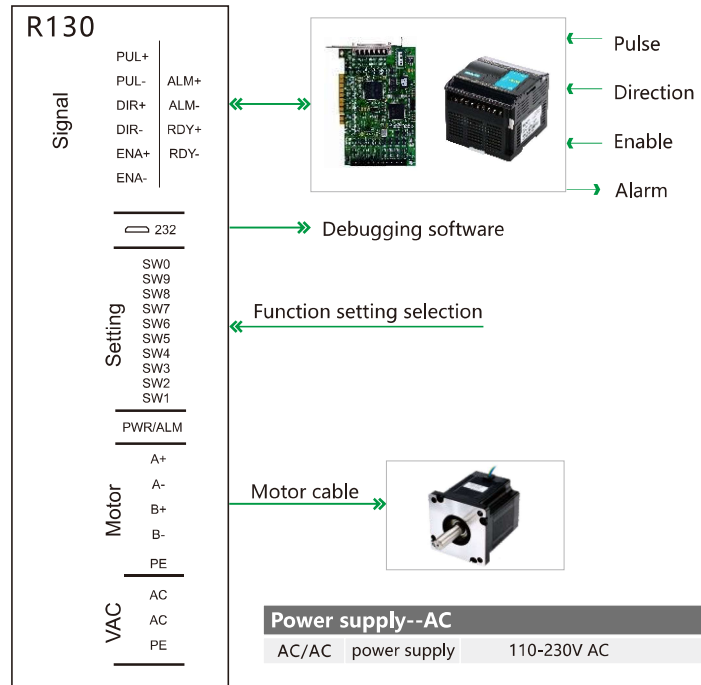 R130
Signal
PUL+
PUL- ALM+
DIR+ ALM-
DIR- RDY+
ENA+ RDY-
ENA-
Pulse
Direction
Enable
Alarm
232
Debugging software
Setting
SW0
SW9
SW8
SW7
SW6
SW5
SW4
SW3
SW2
SW1
Function setting selection
PWR/ALM
Motor
A+
A-
B+
B-
PE
Motor cable
VAC
AC
AC
PE
Power supply--AC
AC/AC power supply 110-230V AC